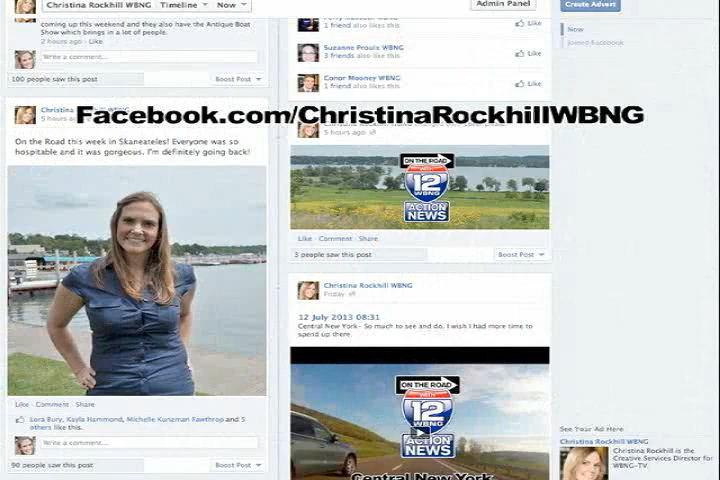 Christina Rockhill WBNG Timeline Now Admin Panel Create Advert
coming up this weekend and they also have the Antique Boat
Show which brings in a lot of people.
2 hours ago · Like
Write a comment...
100 people saw this post Boost Post
1 friend also likes this. Like
Suzanne Proulx WBNG
3 friends also like this. Like
Conor Mooney WBNG
1 friend also likes this. Like
Now
Joined Facebook
Facebook.com/ChristinaRockhillWBNG
5 hours ago
On the Road this week in Skaneateles! Everyone was so
hospitable and it was gorgeous. I'm definitely going back!
Like · Comment · Share
Lora Bury, Kayla Hammond, Michelle Kunzman Fawthrop and 5
others like this.
Write a comment...
90 people saw this post Boost Post
ON THE ROAD
WITH
12
WBNG
ACTION
NEWS
Like · Comment · Share
3 people saw this post Boost Post
Christina Rockhill WBNG
Friday
12 July 2013 08:31
Central New York- So much to see and do. I wish I had more time to
spend up there.
ON THE ROAD
WITH
12
WBNG
ACTION
NEWS
Central New York
See Your Ad Here
Christina Rockhill WBNG
Christina Rockhill is the
Creative Services Director for
WBNG-TV.